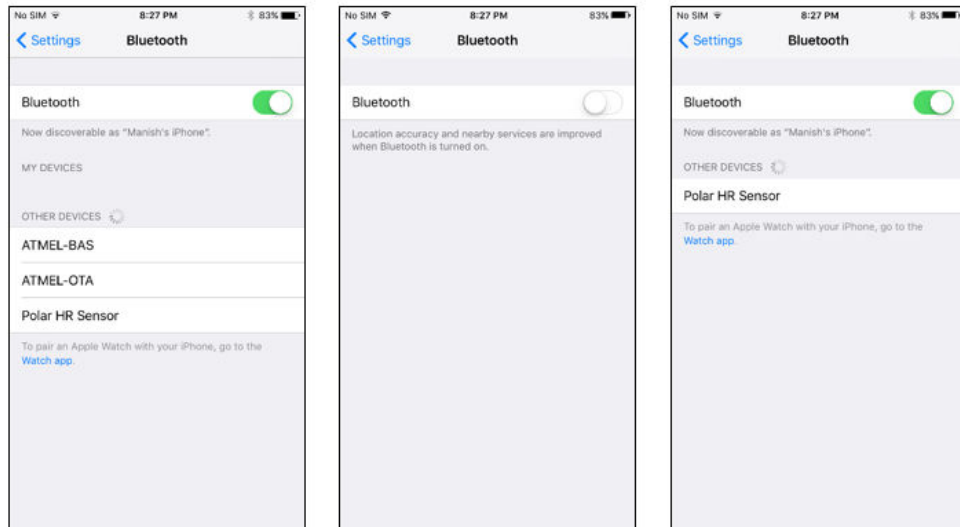 No SIM 8:27 PM 83%
Settings Bluetooth
Bluetooth
Now discoverable as “Manish's iPhone”.
MY DEVICES
OTHER DEVICES
ATMEL-BAS
ATMEL-OTA
Polar HR Sensor
To pair an Apple Watch with your iPhone, go to the
Watch app.
No SIM 8:27 PM 83%
Settings Bluetooth
Bluetooth
Location accuracy and nearby services are improved
when Bluetooth is turned on.
No SIM 8:27 PM 83%
Settings Bluetooth
Bluetooth
Now discoverable as “Manish's iPhone”.
OTHER DEVICES
Polar HR Sensor
To pair an Apple Watch with your iPhone, go to the
Watch app.